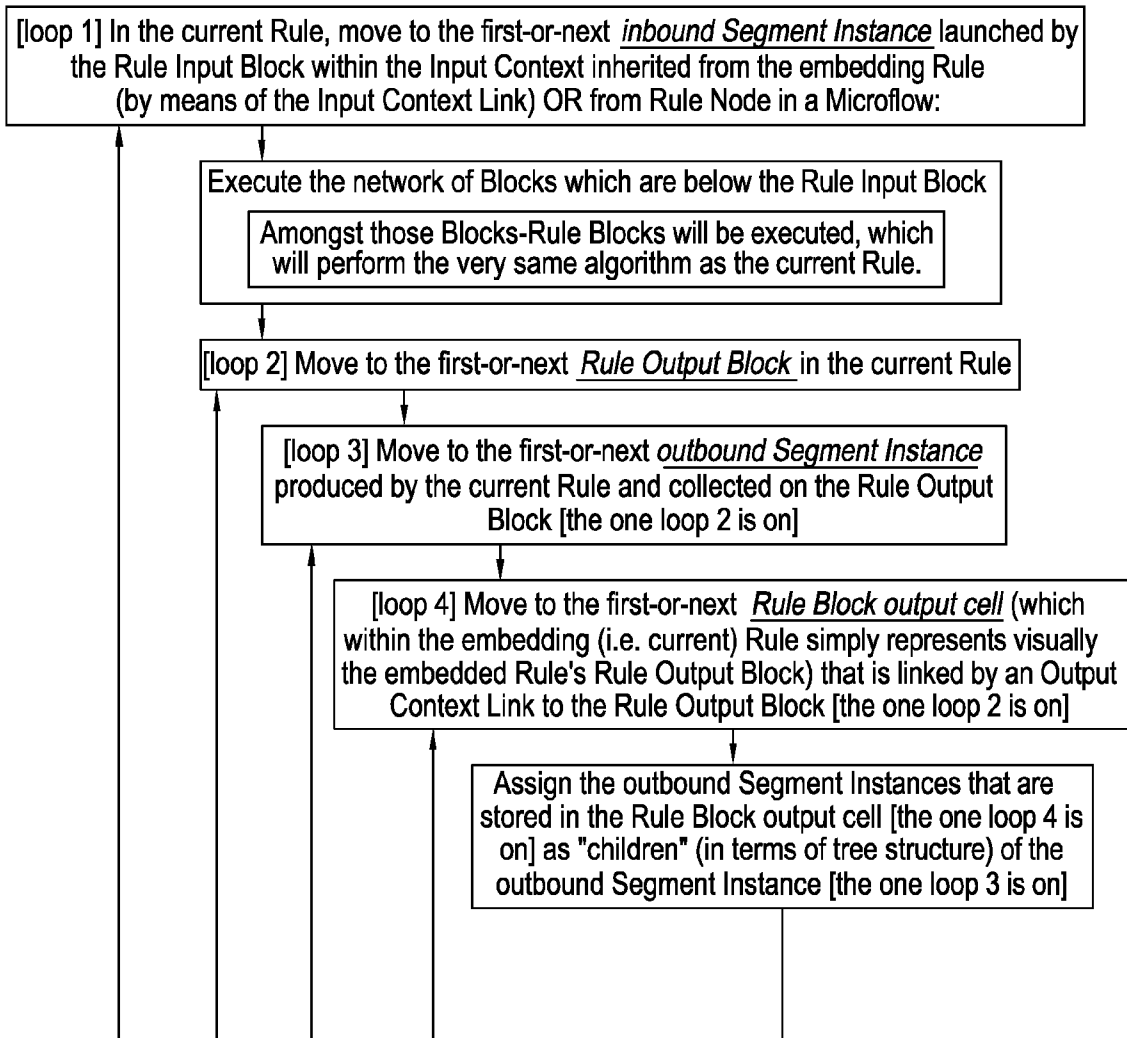 [loop 1] In the current Rule, move to the first-or-next inbound Segment Instance launched by
the Rule Input Block within the Input Context inherited from the embedding Rule
(by means of the Input Context Link) OR from Rule Node in a Microflow:
Execute the network of Blocks which are below the Rule Input Block
Amongst those Blocks-Rule Blocks will be executed, which
will perform the very same algorithm as the current Rule.
[loop 2] Move to the first-or-next Rule Output Block in the current Rule
[loop 3] Move to the first-or-next outbound Segment Instance
produced by the current Rule and collected on the Rule Output
Block [the one loop 2 is on]
[loop 4] Move to the first-or-next Rule Block output cell (which
within the embedding (i.e. current) Rule simply represents visually
the embedded Rule's Rule Output Block) that is linked by an Output
Context Link to the Rule Output Block [the one loop 2 is on]
Assign the outbound Segment Instances that are
stored in the Rule Block output cell [the one loop 4 is
on] as "children" (in terms of tree structure) of the
outbound Segment Instance [the one loop 3 is on]